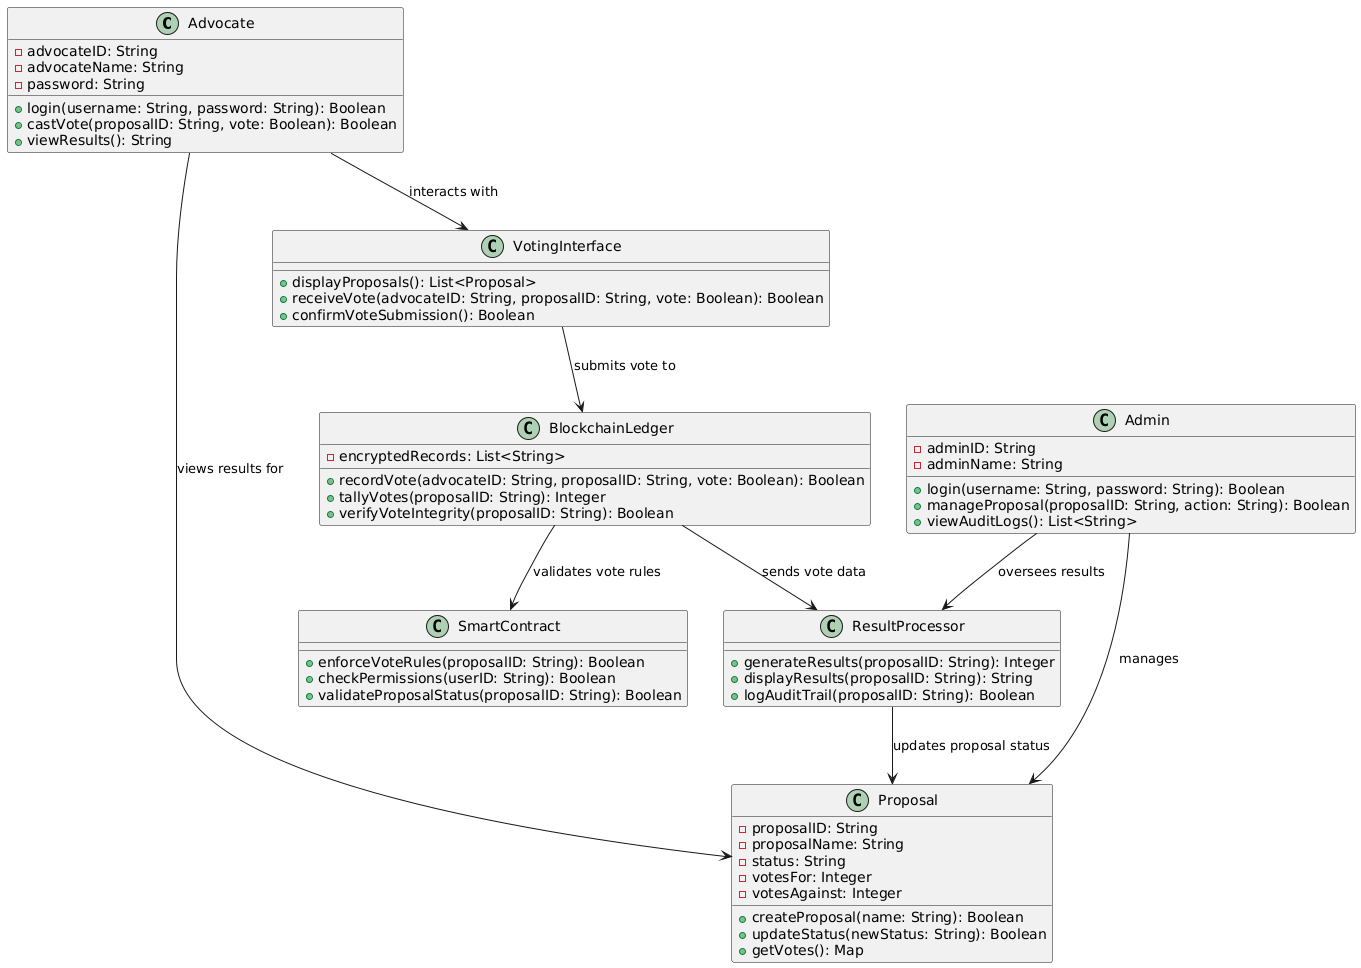 C Advocate
advocateID: String
advocateName: String
password: String
login(username: String, password: String): Boolean
castVote(proposalID: String, vote: Boolean): Boolean
viewResults(): String
interacts with
C VotingInterface
displayProposals(): List<Proposal>
receiveVote(advocateID: String, proposalID: String, vote: Boolean): Boolean
confirmVoteSubmission(): Boolean
submits vote to
C BlockchainLedger
encryptedRecords: List<String>
recordVote(advocateID: String, proposalID: String, vote: Boolean): Boolean
tallyVotes(proposalID: String): Integer
verifyVoteIntegrity(proposalID: String): Boolean
C Admin
adminID: String
adminName: String
login(username: String, password: String): Boolean
manageProposal(proposalID: String, action: String): Boolean
viewAuditLogs(): List<String>
views results for
validates vote rules
sends vote data
oversees results
C SmartContract
enforceVoteRules(proposalID: String): Boolean
checkPermissions(userID: String): Boolean
validateProposalStatus(proposalID: String): Boolean
C ResultProcessor
generateResults(proposalID: String): Integer
displayResults(proposalID: String): String
logAuditTrail(proposalID: String): Boolean
manages
updates proposal status
C Proposal
proposalID: String
proposalName: String
status: String
votesFor: Integer
votesAgainst: Integer
createProposal(name: String): Boolean
updateStatus(newStatus: String): Boolean
getVotes(): Map